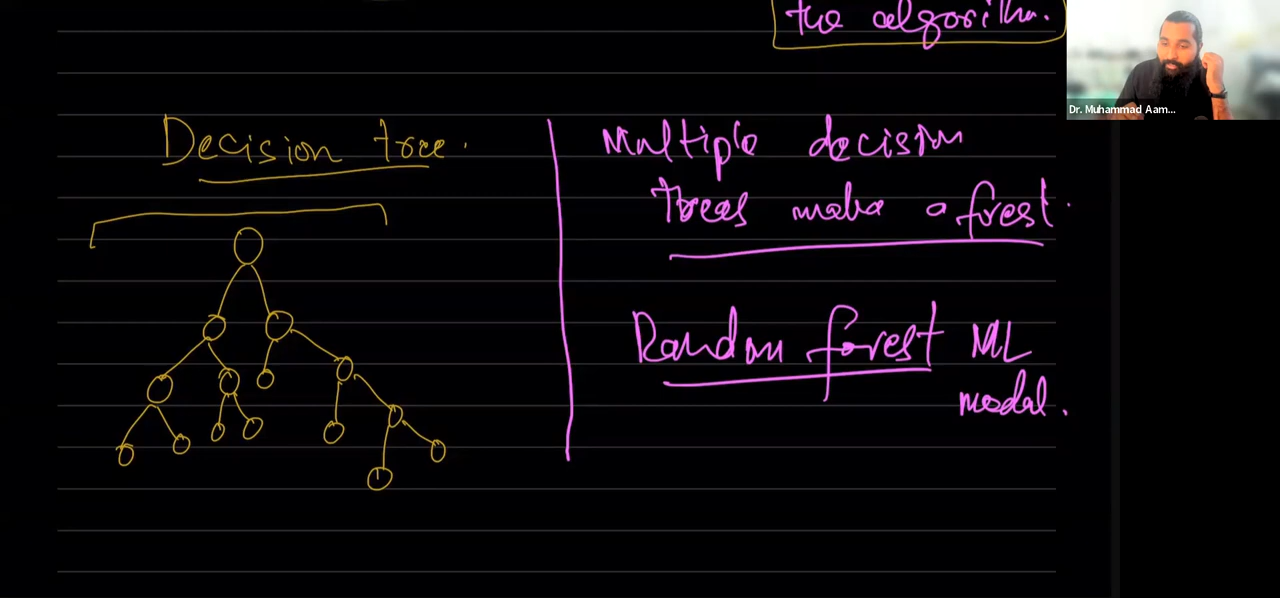 the algorithm.
Dr. Muhammad Aam...
Decision tree.
Multiple decision
trees make a forest.
Random forest ML
model.